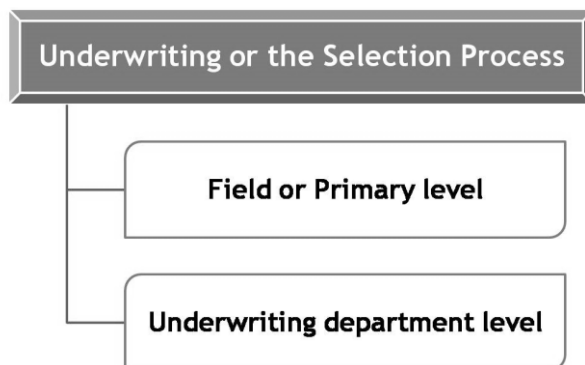 Underwriting or the Selection Process
Field or Primary level
Underwriting department level